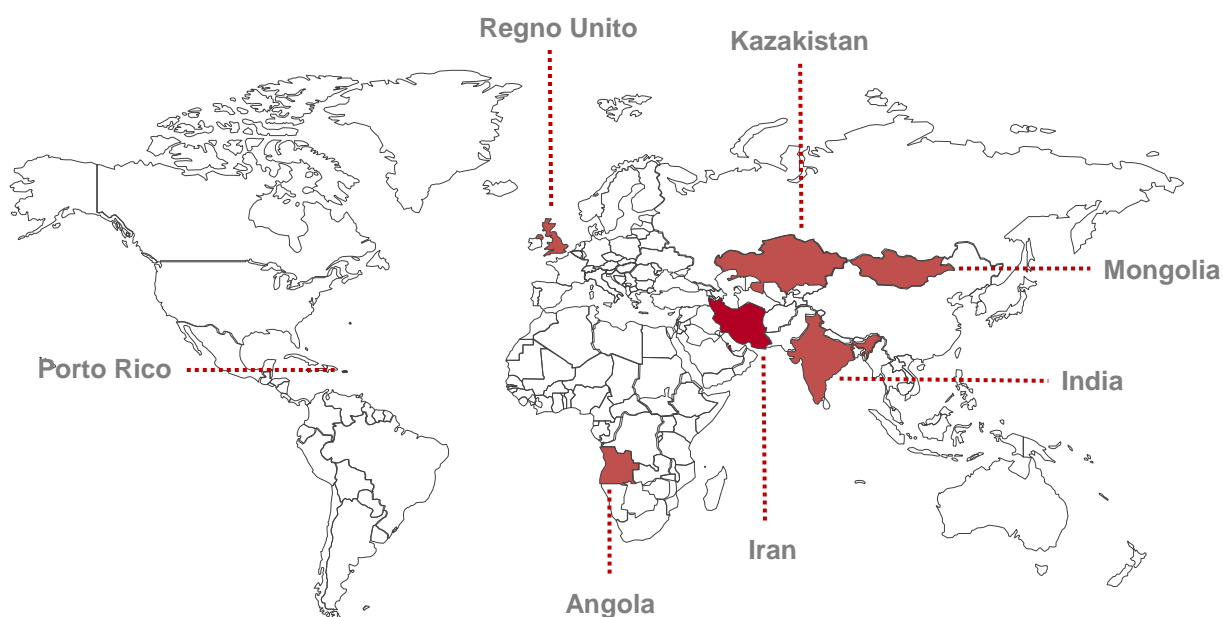 Regno Unito
Kazakistan
Mongolia
Porto Rico
India
Iran
Angola